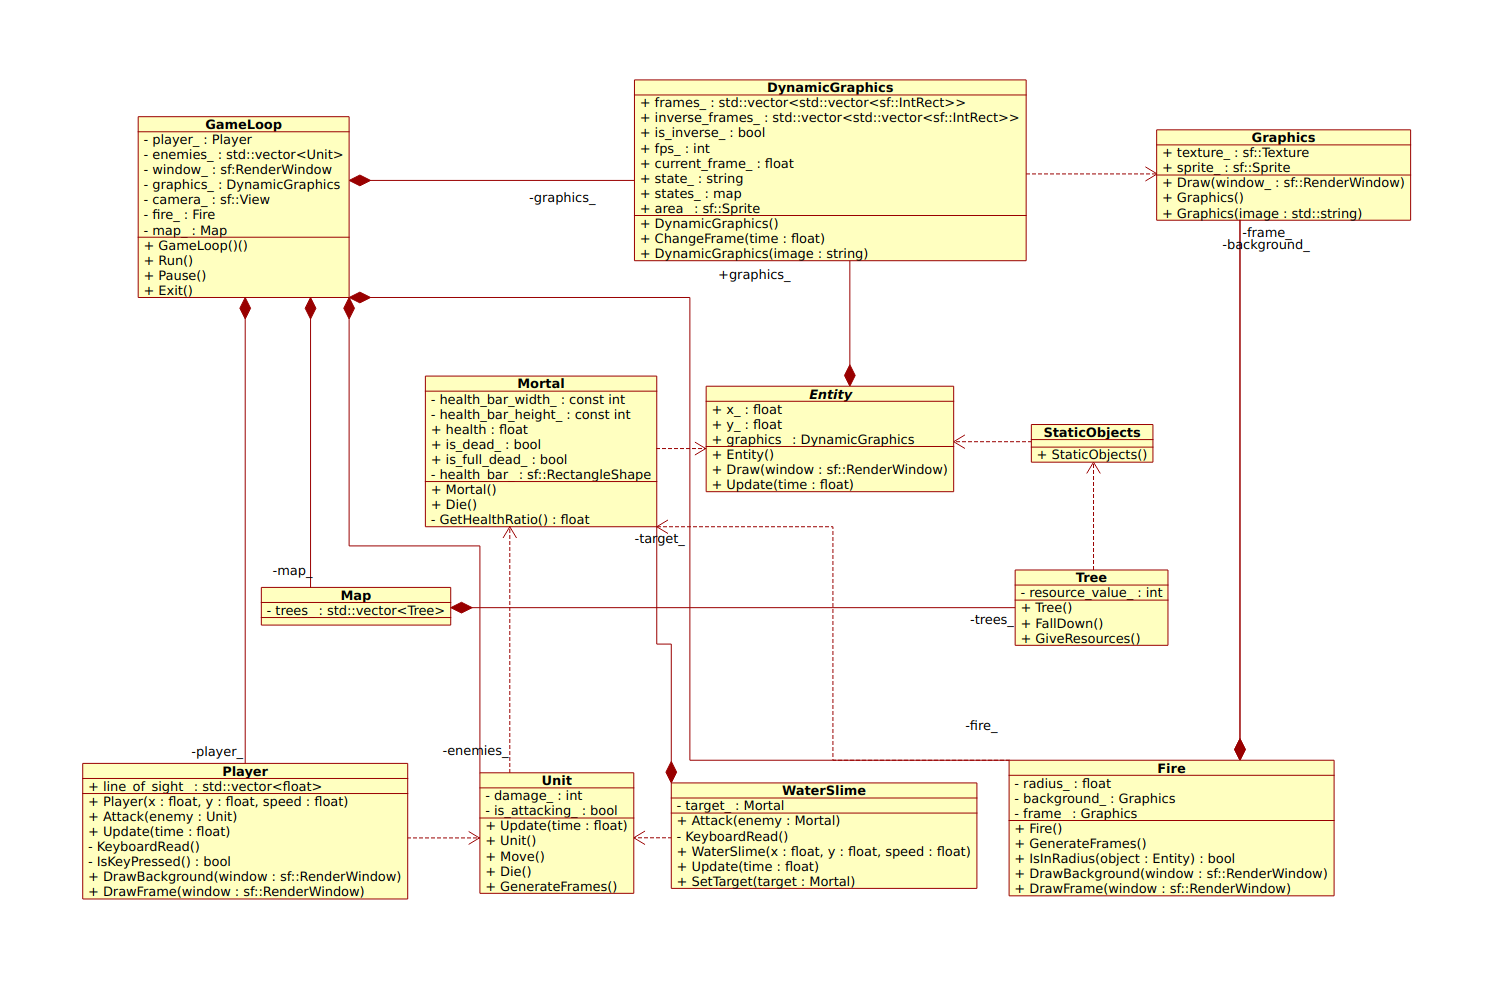 DynamicGraphics
+ frames_ : std::vector<std::vector<sf::IntRect>>
+ inverse_frames_ : std::vector<std::vector<sf::IntRect>>
+ is_inverse_ : bool
+ fps_ : int
+ current_frame_ : float
+ state_ : string
+ states_ : map
+ area_ : sf::Sprite
+ DynamicGraphics()
+ ChangeFrame(time : float)
+ DynamicGraphics(image : string)
GameLoop
- player_ : Player
- enemies_ : std::vector<Unit>
- window_ : sf:RenderWindow
- graphics_ : DynamicGraphics
- camera_ : sf::View
- fire_ : Fire
- map_ : Map
+ GameLoop()()
+ Run()
+ Pause()
+ Exit()
Graphics
+ texture_ : sf::Texture
+ sprite_ : sf::Sprite
+ Draw(window_ : sf::RenderWindow)
+ Graphics()
+ Graphics(image : std::string)
-graphics_
-frame_
-background_
+graphics_
Mortal
- health_bar_width_ : const int
- health_bar_height_ : const int
+ health : float
+ is_dead_ : bool
+ is_full_dead_ : bool
- health_bar_ : sf::RectangleShape
+ Mortal()
+ Die()
- GetHealthRatio() : float
Entity
+ x_ : float
+ y_ : float
+ graphics_ : DynamicGraphics
+ Entity()
+ Draw(window : sf::RenderWindow)
+ Update(time : float)
StaticObjects
+ StaticObjects()
-target_
-map_
Map
- trees_ : std::vector<Tree>
Tree
- resource_value_ : int
+ Tree()
+ FallDown()
+ GiveResources()
-trees_
-fire_
-player_
-enemies_
Player
+ line_of_sight_ : std::vector<float>
+ Player(x : float, y : float, speed : float)
+ Attack(enemy : Unit)
+ Update(time : float)
- KeyboardRead()
- IsKeyPressed() : bool
+ DrawBackground(window : sf::RenderWindow)
+ DrawFrame(window : sf::RenderWindow)
Unit
- damage_ : int
- is_attacking_ : bool
+ Update(time : float)
+ Unit()
+ Move()
+ Die()
+ GenerateFrames()
WaterSlime
- target_ : Mortal
+ Attack(enemy : Mortal)
- KeyboardRead()
+ WaterSlime(x : float, y : float, speed : float)
+ Update(time : float)
+ SetTarget(target : Mortal)
Fire
- radius_ : float
- background_ : Graphics
- frame_ : Graphics
+ Fire()
+ GenerateFrames()
+ IsInRadius(object : Entity) : bool
+ DrawBackground(window : sf::RenderWindow)
+ DrawFrame(window : sf::RenderWindow)